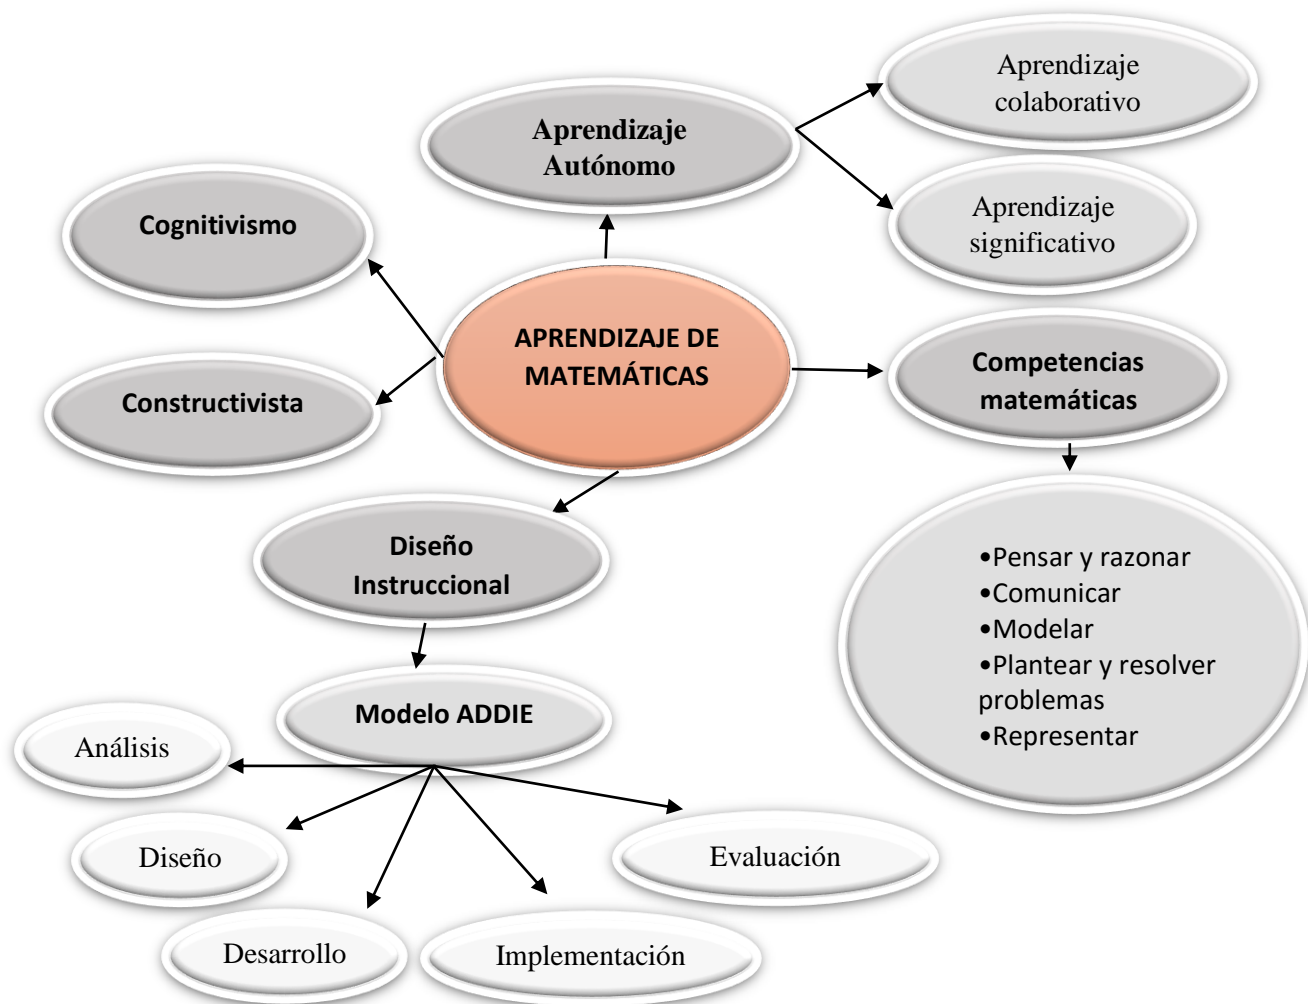 Aprendizaje
colaborativo
Aprendizaje
Autónomo
Aprendizaje
significativo
Cognitivismo
APRENDIZAJE DE
MATEMÁTICAS
Constructivista
Competencias
matemáticas
Diseño
Instruccional
•Pensar y razonar
•Comunicar
•Modelar
•Plantear y resolver
problemas
•Representar
Modelo ADDIE
Análisis
Diseño
Desarrollo
Implementación
Evaluación